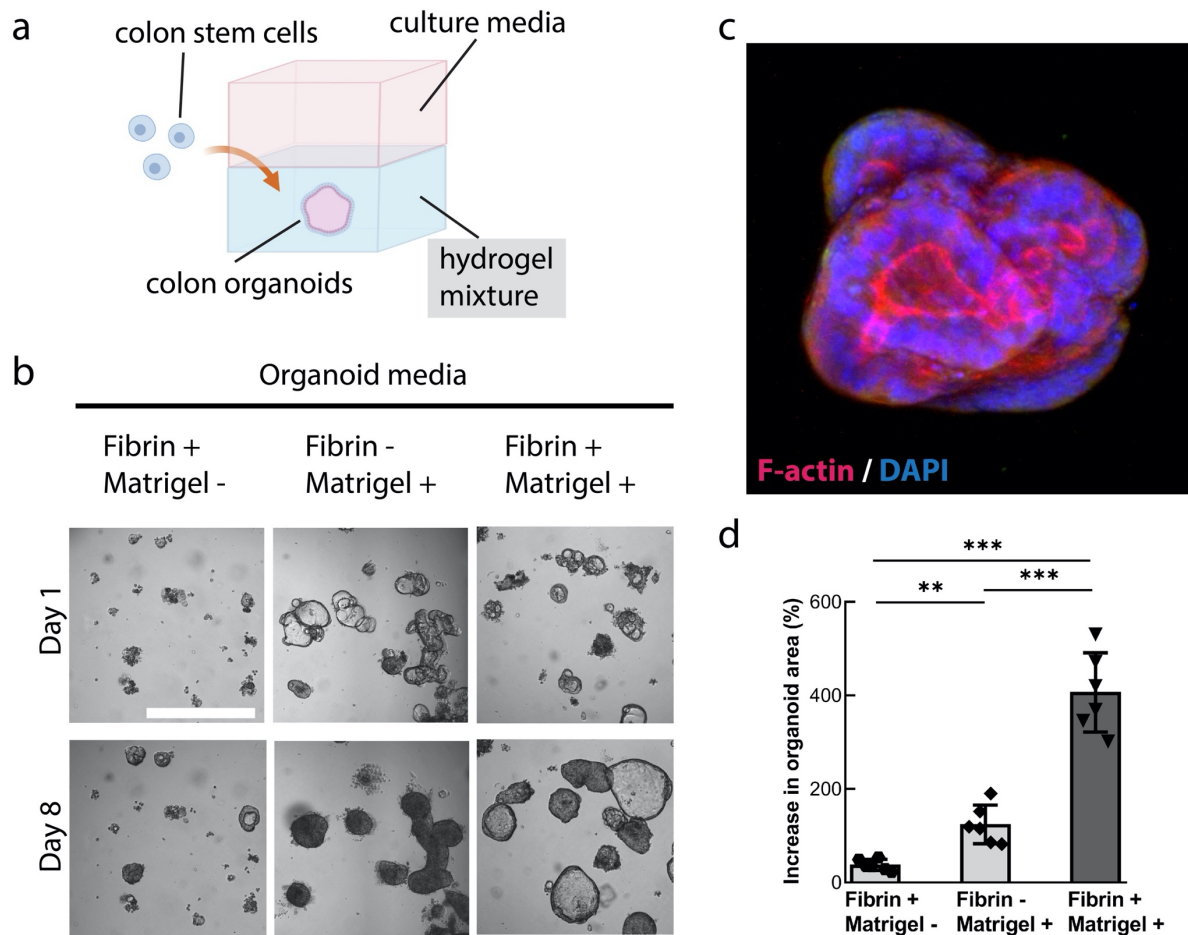 a
colon stem cells
culture media
colon organoids
hydrogel
mixture
b
Organoid media
Fibrin +
Matrigel -
Fibrin -
Matrigel +
Fibrin +
Matrigel +
Day 1
Day 8
c
F-actin / DAPI
d
***
**
***
Increase in organoid area (%)
600
400
200
0
Fibrin +
Matrigel -
Fibrin -
Matrigel +
Fibrin +
Matrigel +